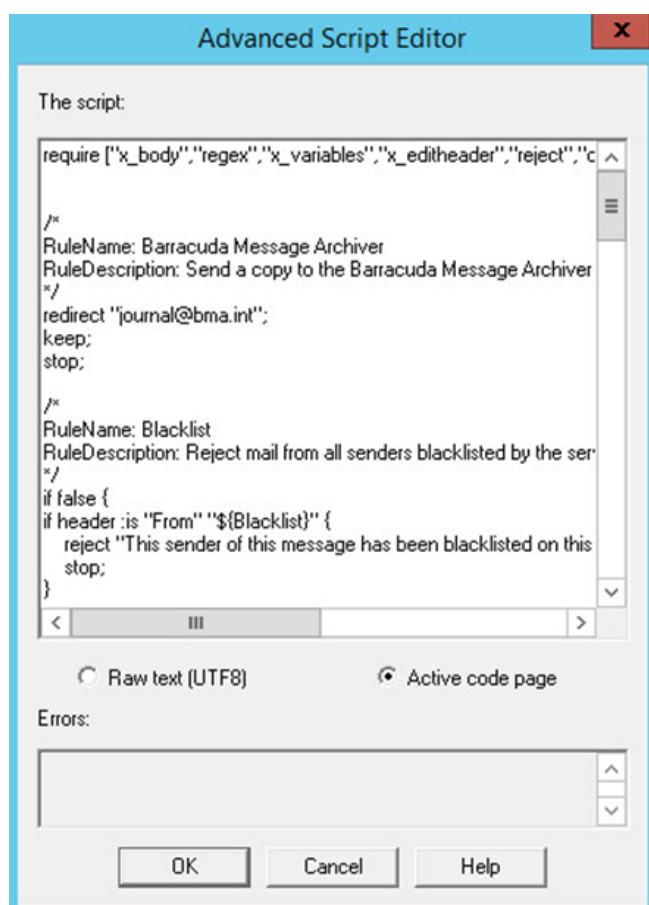 Advanced Script Editor
x
The script:
require ["x_body","regex","x_variables","x_editheader","reject","c
/*
RuleName: Barracuda Message Archiver
RuleDescription: Send a copy to the Barracuda Message Archiver
*/
redirect "journal@bma.int";
keep;
stop;
/*
RuleName: Blacklist
RuleDescription: Reject mail from all senders blacklisted by the ser
*/
if false {
if header :is "From" "${Blacklist}" {
reject "This sender of this message has been blacklisted on this
stop;
}
Raw text (UTF8)
Active code page
Errors:
OK
Cancel
Help